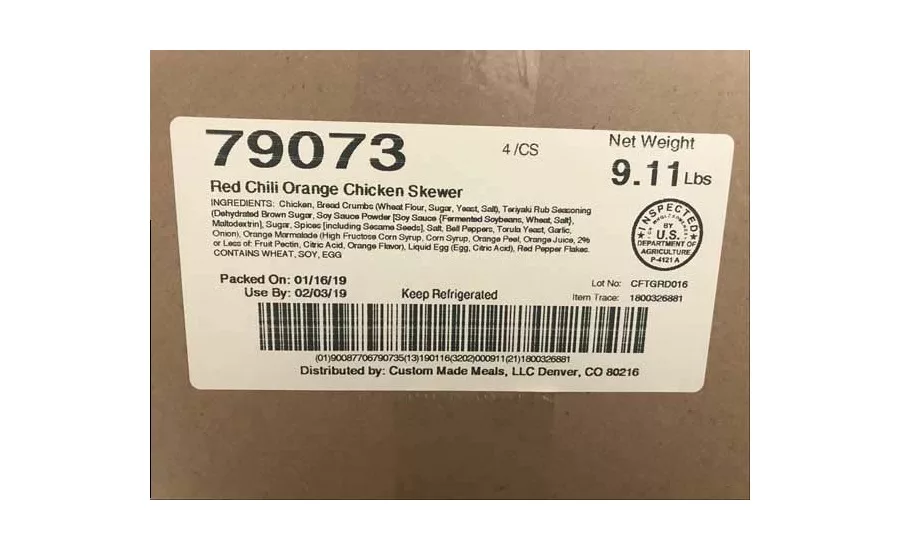 79073
4 /CS
Net Weight
9.11 Lbs
Red Chili Orange Chicken Skewer
INGREDIENTS: Chicken, Bread Crumbs (Wheat Flour, Sugar, Yeast, Salt), Teriyaki Rub Seasoning
(Dehydrated Brown Sugar, Soy Sauce Powder [Soy Sauce {Fermented Soybeans, Wheat, Salt},
Maltodextrin], Sugar, Spices [including Sesame Seeds], Salt, Bell Peppers, Torula Yeast, Garlic,
Onion), Orange Marmalade (High Fructose Corn Syrup, Corn Syrup, Orange Peel, Orange Juice, 2%
or Less of: Fruit Pectin, Citric Acid, Orange Flavor), Liquid Egg (Egg, Citric Acid), Red Pepper Flakes.
CONTAINS WHEAT, SOY, EGG
INSPECTED
BY
U.S.
DEPARTMENT OF
AGRICULTURE
P-4121 A
Packed On: 01/16/19
Use By: 02/03/19
Keep Refrigerated
Lot No: CFTGRD016
Item Trace: 1800326881
(01)90087706790735(13)190116(3202)000911(21)1800326881
Distributed by: Custom Made Meals, LLC Denver, CO 80216